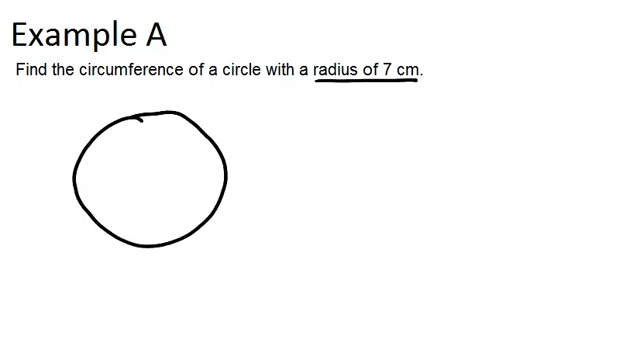 Example A
Find the circumference of a circle with a radius of 7 cm.